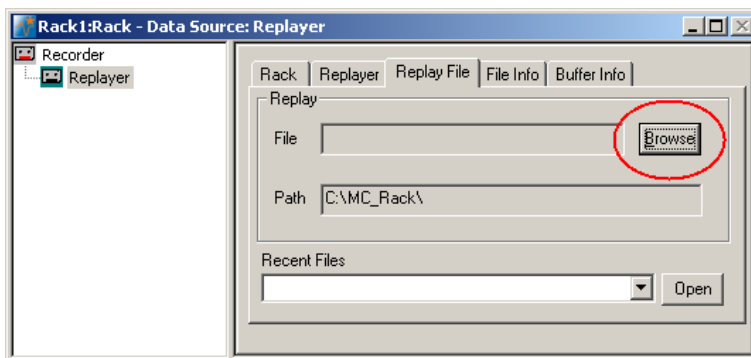 Rack1:Rack - Data Source: Replayer
Recorder
Replayer
Rack Replayer Replay File File Info Buffer Info
Replay
File Browse
Path C:\MC_Rack\
Recent Files
Open